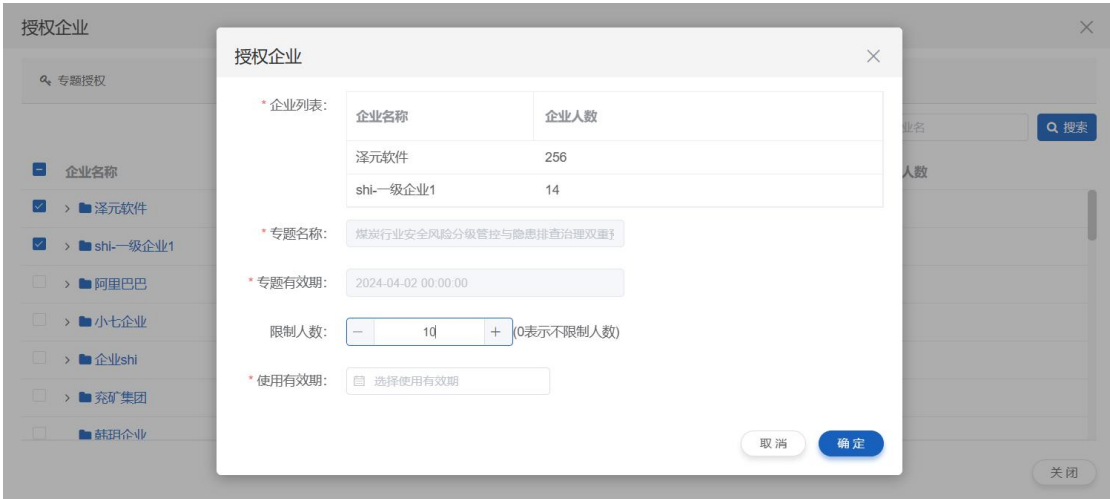 授权企业
专题授权
业名
搜索
企业名称
人数
泽元软件
shi-一级企业1
阿里巴巴
小七企业
企业shi
兖矿集团
韩玥企业
关闭
授权企业
* 企业列表：
企业名称 企业人数
泽元软件 256
shi-一级企业1 14
* 专题名称： 煤炭行业安全风险分级管控与隐患排查治理双重
* 专题有效期： 2024-04-02 00:00:00
限制人数： － 10 + (0表示不限制人数)
* 使用有效期： 选择使用有效期
取消 确定